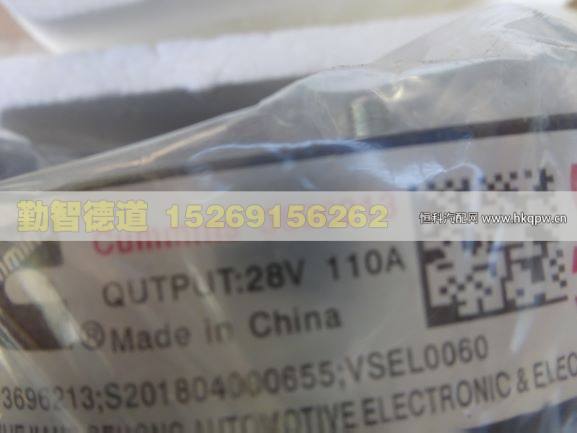 勤智德道 15269156262
恒科汽配网 www.hkqpw.cn
Cummins
QUTPUT:28V 110A
®Made in China
3696213;S201804000655;VSEL0060
AUTOMOTIVE ELECTRONIC & ELEC